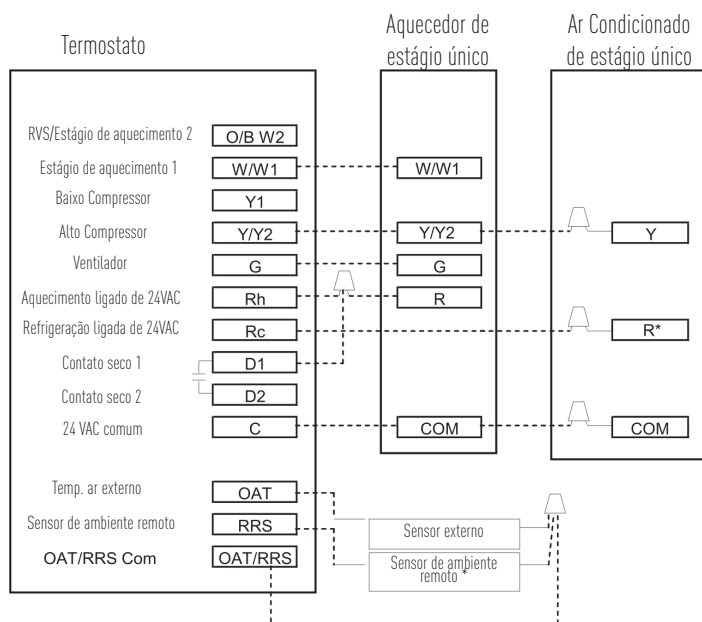 Termostato
Aquecedor de
estágio único
Ar Condicionado
de estágio único
RVS/Estágio de aquecimento 2 O/B W2
Estágio de aquecimento 1 W/W1 W/W1
Baixo Compressor Y1
Alto Compressor Y/Y2 Y/Y2 Y
Ventilador G G
Aquecimento ligado de 24VAC Rh R
Refrigeração ligada de 24VAC Rc R*
Contato seco 1 D1
Contato seco 2 D2
24 VAC comum C COM COM
Temp. ar externo OAT
Sensor de ambiente remoto RRS
Sensor externo
OAT/RRS Com OAT/RRS
Sensor de ambiente
remoto *